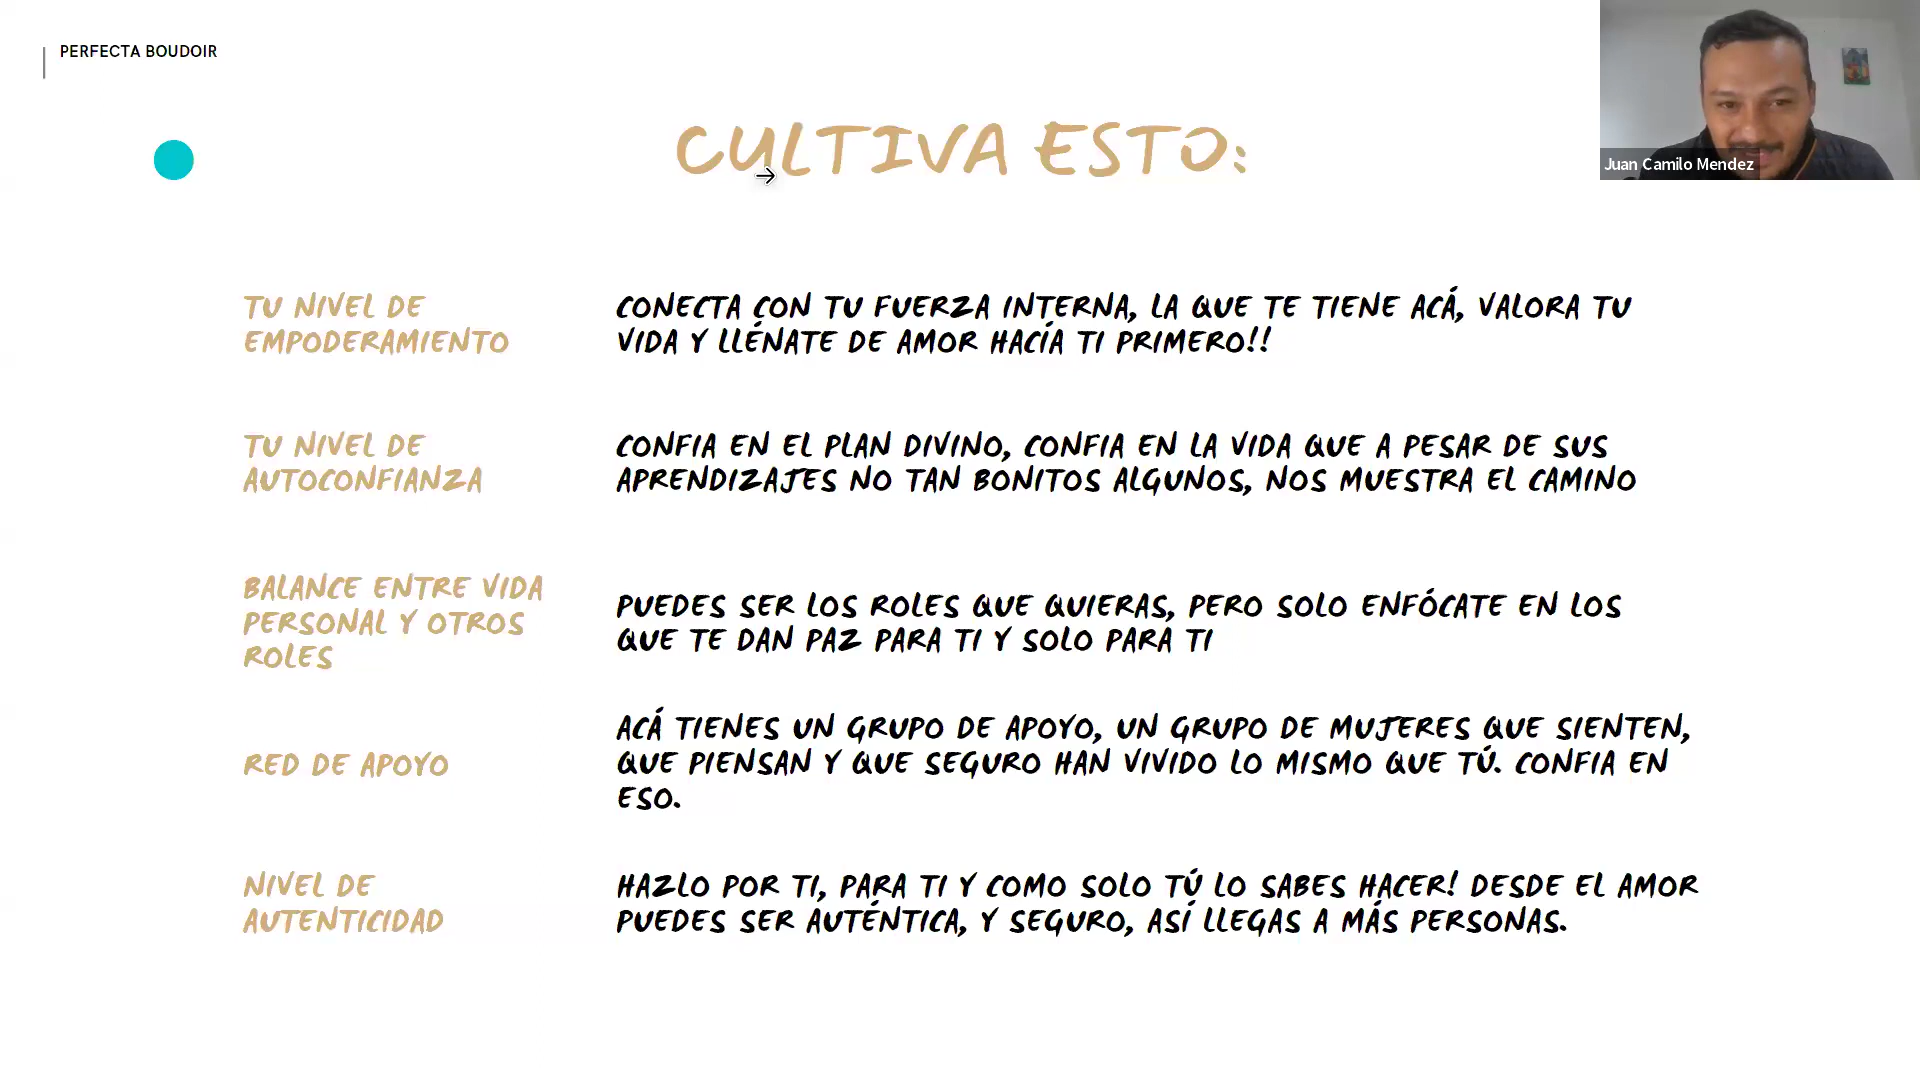 PERFECTA BOUDOIR
Juan Camilo Mendez
CULTIVA ESTO:
TU NIVEL DE
EMPODERAMIENTO
CONECTA CON TU FUERZA INTERNA, LA QUE TE TIENE ACÁ, VALORA TU
VIDA Y LLÉNATE DE AMOR HACÍA TI PRIMERO!!
TU NIVEL DE
AUTOCONFIANZA
CONFIA EN EL PLAN DIVINO, CONFIA EN LA VIDA QUE A PESAR DE SUS
APRENDIZAJES NO TAN BONITOS ALGUNOS, NOS MUESTRA EL CAMINO
BALANCE ENTRE VIDA
PERSONAL Y OTROS
ROLES
PUEDES SER LOS ROLES QUE QUIERAS, PERO SOLO ENFÓCATE EN LOS
QUE TE DAN PAZ PARA TI Y SOLO PARA TI
RED DE APOYO
ACÁ TIENES UN GRUPO DE APOYO, UN GRUPO DE MUJERES QUE SIENTEN,
QUE PIENSAN Y QUE SEGURO HAN VIVIDO LO MISMO QUE TÚ. CONFIA EN
ESO.
NIVEL DE
AUTENTICIDAD
HAZLO POR TI, PARA TI Y COMO SOLO TÚ LO SABES HACER! DESDE EL AMOR
PUEDES SER AUTÉNTICA, Y SEGURO, ASÍ LLEGAS A MÁS PERSONAS.